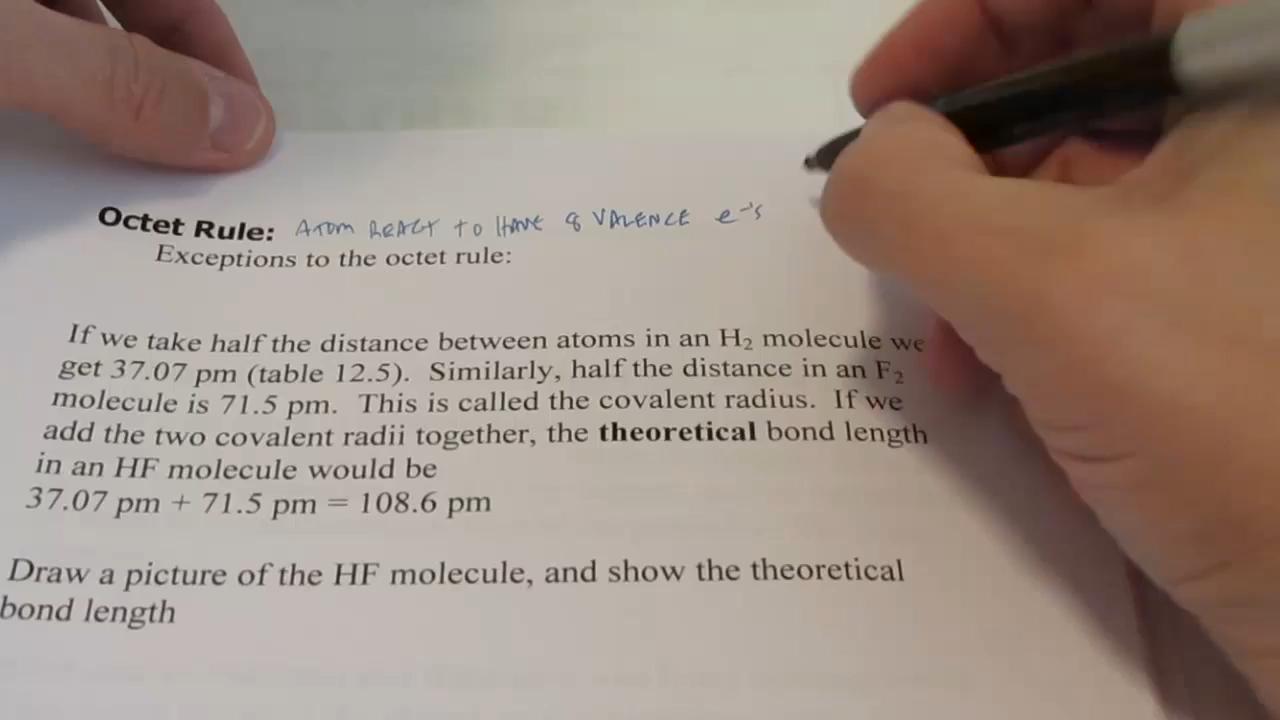 Octet Rule: ATOM REACT to HAVE 8 VALENCE e⁻'s
Exceptions to the octet rule:
If we take half the distance between atoms in an H₂ molecule we
get 37.07 pm (table 12.5). Similarly, half the distance in an F₂
molecule is 71.5 pm. This is called the covalent radius. If we
add the two covalent radii together, the theoretical bond length
in an HF molecule would be
37.07 pm + 71.5 pm = 108.6 pm
Draw a picture of the HF molecule, and show the theoretical
bond length